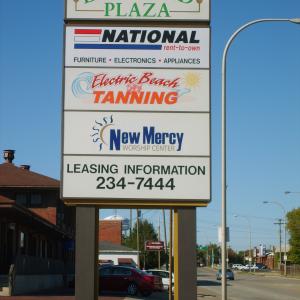 PLAZA
NATIONAL
rent-to-own
FURNITURE • ELECTRONICS • APPLIANCES
Electric Beach
TANNING
New Mercy
WORSHIP CENTER
LEASING INFORMATION
234-7444